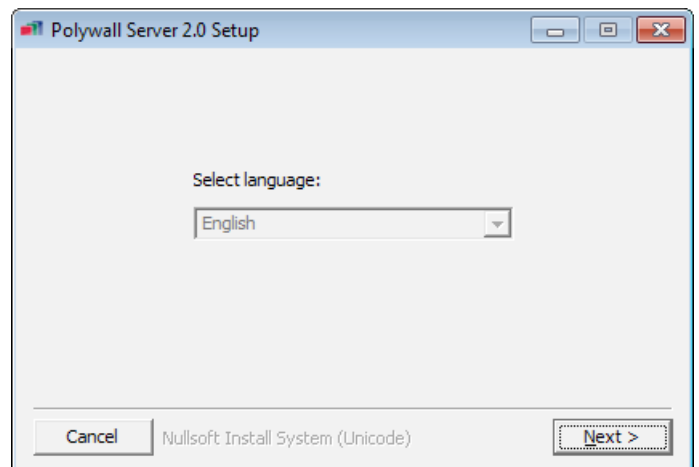 Polywall Server 2.0 Setup
Select language:
English
Cancel
Nullsoft Install System (Unicode)
Next >